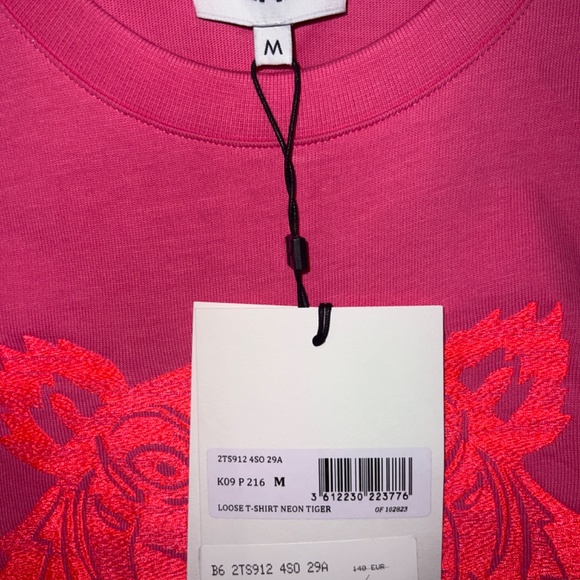 M
2TS912 4SO 29A
K09 P 216 M
3 612230 223776
LOOSE T-SHIRT NEON TIGER
OF 102823
B6 2TS912 4SO 29A
140 EUR